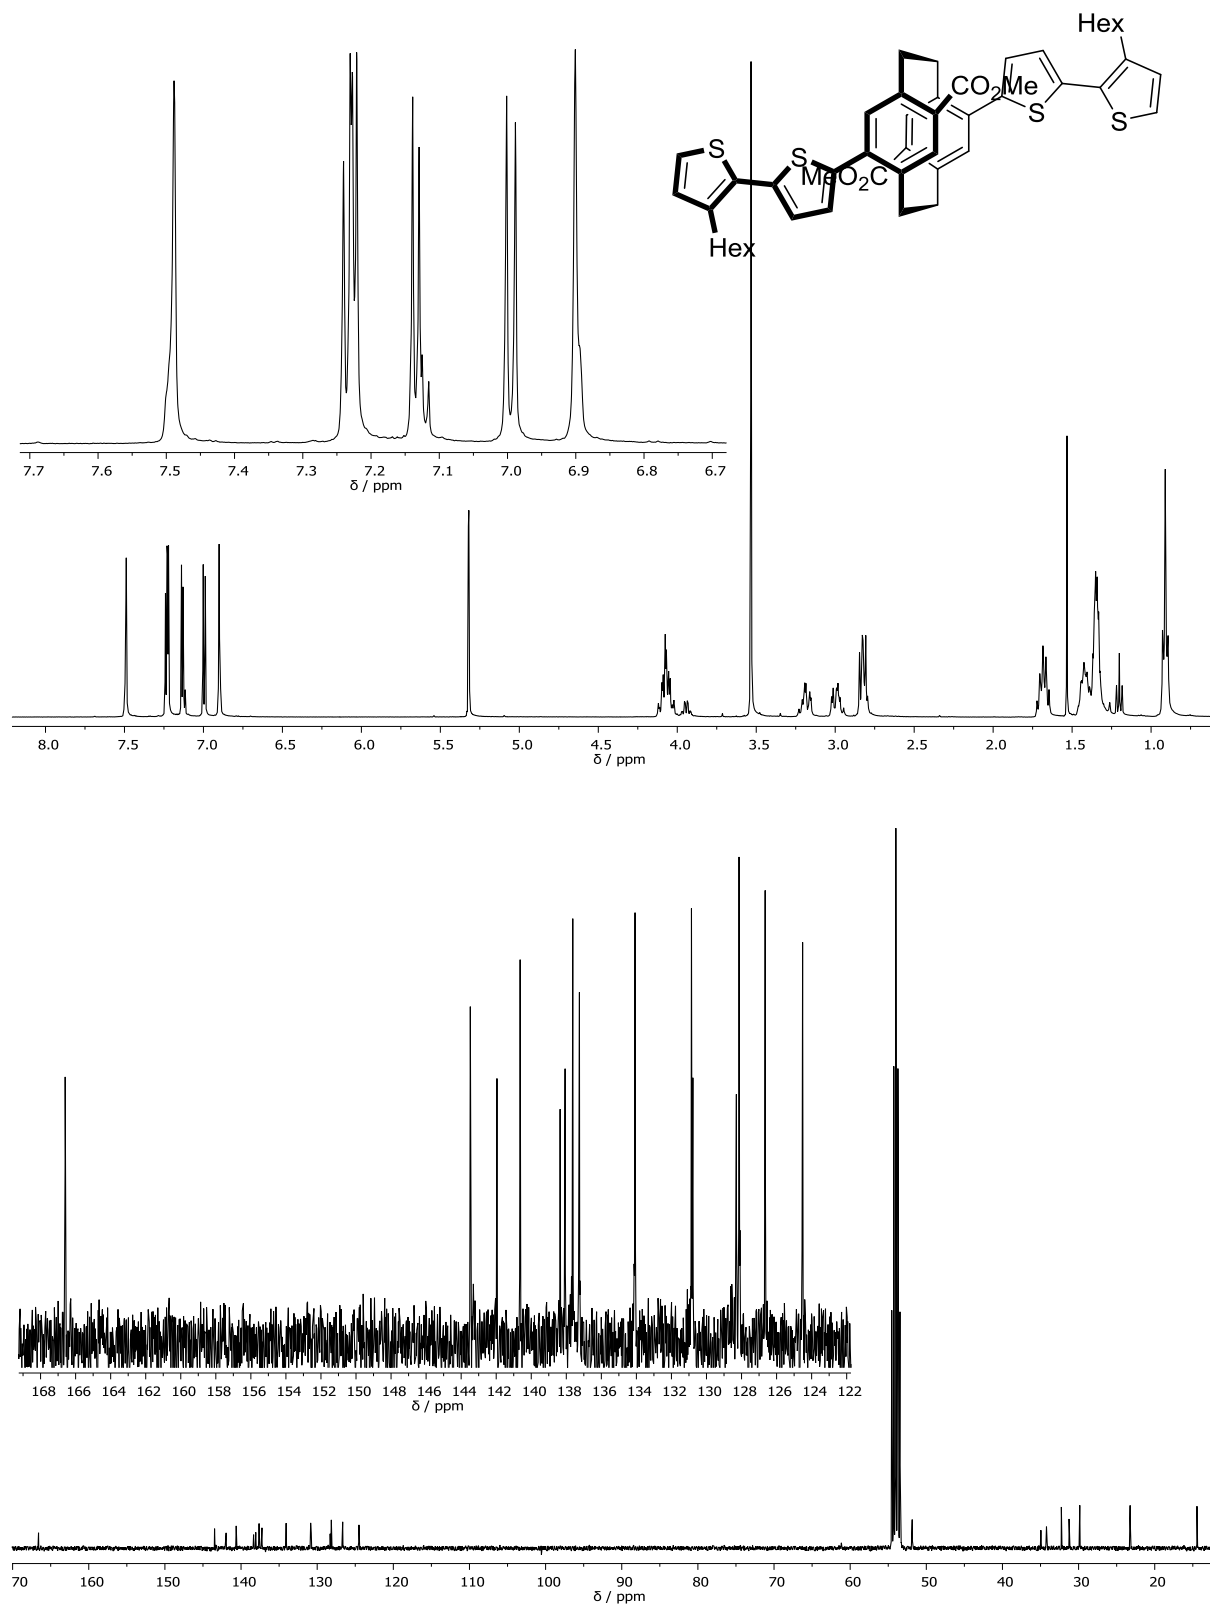 Hex
CO2Me
S
S
S
S
MeO2C
Hex
7.7 7.6 7.5 7.4 7.3 7.2 7.1 7.0 6.9 6.8 6.7
δ / ppm
8.0 7.5 7.0 6.5 6.0 5.5 5.0 4.5 4.0 3.5 3.0 2.5 2.0 1.5 1.0
δ / ppm
168 166 164 162 160 158 156 154 152 150 148 146 144 142 140 138 136 134 132 130 128 126 124 122
δ / ppm
70 160 150 140 130 120 110 100 90 80 70 60 50 40 30 20
δ / ppm